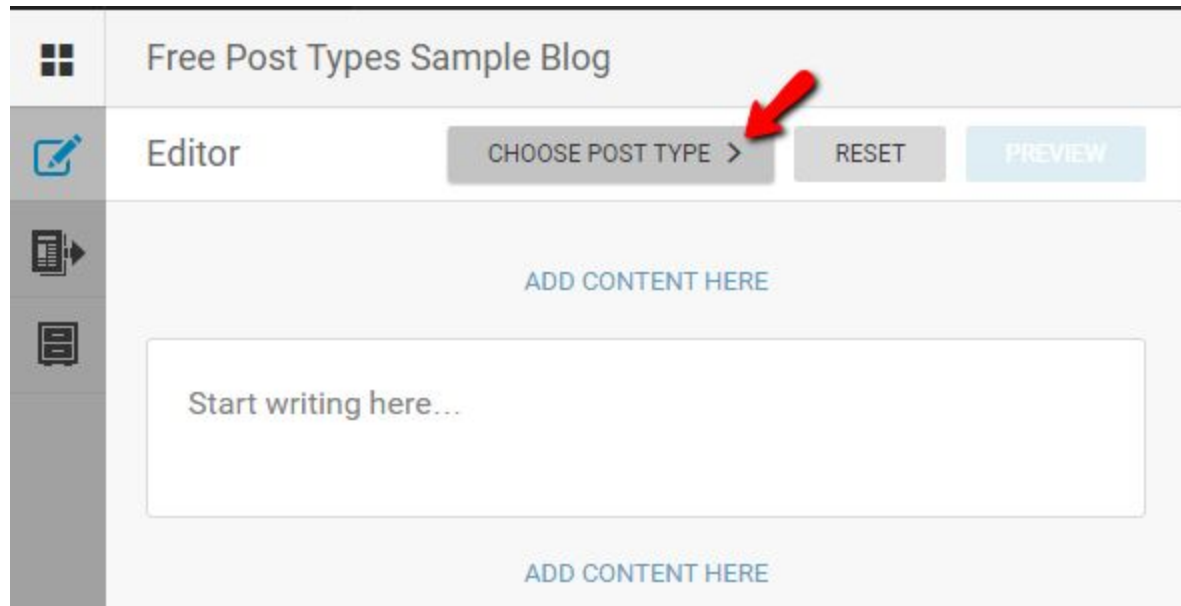 Free Post Types Sample Blog
Editor CHOOSE POST TYPE > RESET PREVIEW
ADD CONTENT HERE
Start writing here...
ADD CONTENT HERE